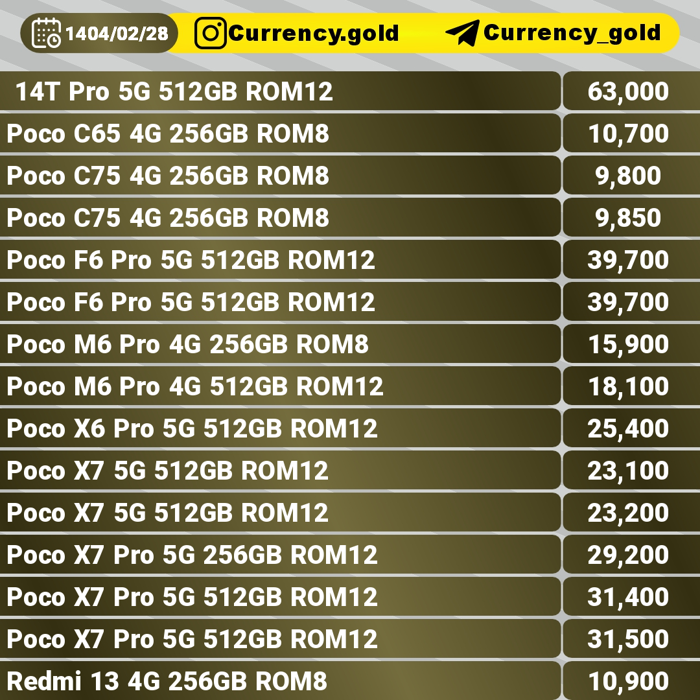 1404/02/28 Currency.gold Currency_gold
14T Pro 5G 512GB ROM12 63,000
Poco C65 4G 256GB ROM8 10,700
Poco C75 4G 256GB ROM8 9,800
Poco C75 4G 256GB ROM8 9,850
Poco F6 Pro 5G 512GB ROM12 39,700
Poco F6 Pro 5G 512GB ROM12 39,700
Poco M6 Pro 4G 256GB ROM8 15,900
Poco M6 Pro 4G 512GB ROM12 18,100
Poco X6 Pro 5G 512GB ROM12 25,400
Poco X7 5G 512GB ROM12 23,100
Poco X7 5G 512GB ROM12 23,200
Poco X7 Pro 5G 256GB ROM12 29,200
Poco X7 Pro 5G 512GB ROM12 31,400
Poco X7 Pro 5G 512GB ROM12 31,500
Redmi 13 4G 256GB ROM8 10,900